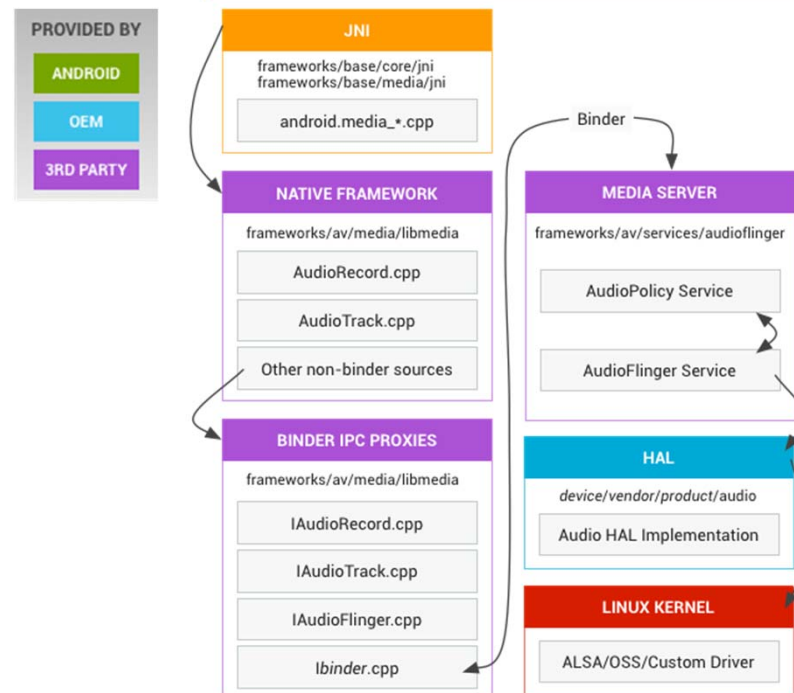 PROVIDED BY
ANDROID
OEM
3RD PARTY
JNI
frameworks/base/core/jni
frameworks/base/media/jni
android.media_*.cpp
NATIVE FRAMEWORK
frameworks/av/media/libmedia
AudioRecord.cpp
AudioTrack.cpp
Other non-binder sources
BINDER IPC PROXIES
frameworks/av/media/libmedia
IAudioRecord.cpp
IAudioTrack.cpp
IAudioFlinger.cpp
Ibinder.cpp
Binder
MEDIA SERVER
frameworks/av/services/audioflinger
AudioPolicy Service
AudioFlinger Service
HAL
device/vendor/product/audio
Audio HAL Implementation
LINUX KERNEL
ALSA/OSS/Custom Driver